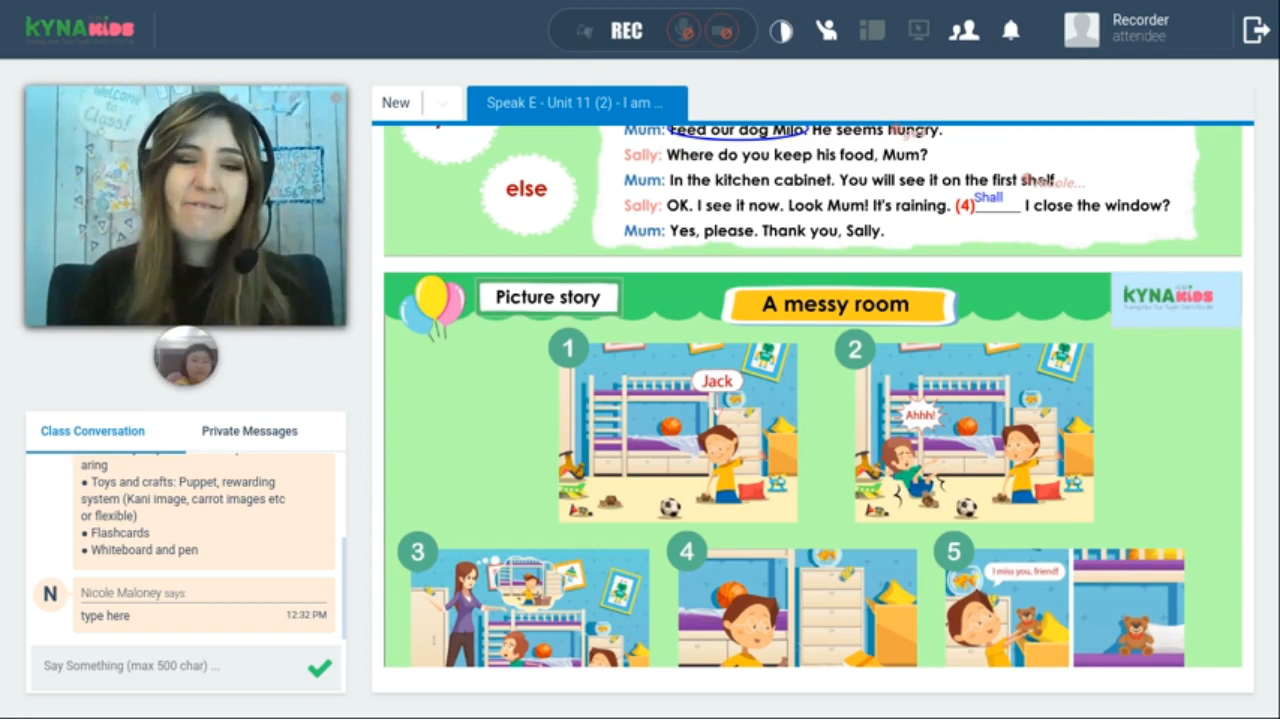 KYNA KIDS
REC
Recorder
attendee
Welcome
to
Class!
New
Speak E - Unit 11 (2) - I am ...
Mum: Feed our dog Milo? He seems hungry.
Sally: Where do you keep his food, Mum?
Mum: In the kitchen cabinet. You will see it on the first shelf
else
Shall
Sally: OK. I see it now. Look Mum! It's raining. (4)______ I close the window?
Mum: Yes, please. Thank you, Sally.
Picture story
A messy room
KYNA KIDS
1
2
Jack
Ahhh!
3
4
5
I miss you, friend!
Class Conversation
Private Messages
aring
● Toys and crafts: Puppet, rewarding
system (Kani image, carrot images etc
or flexible)
● Flashcards
● Whiteboard and pen
N
Nicole Maloney says:
type here
12:32 PM
Say Something (max 500 char) ...